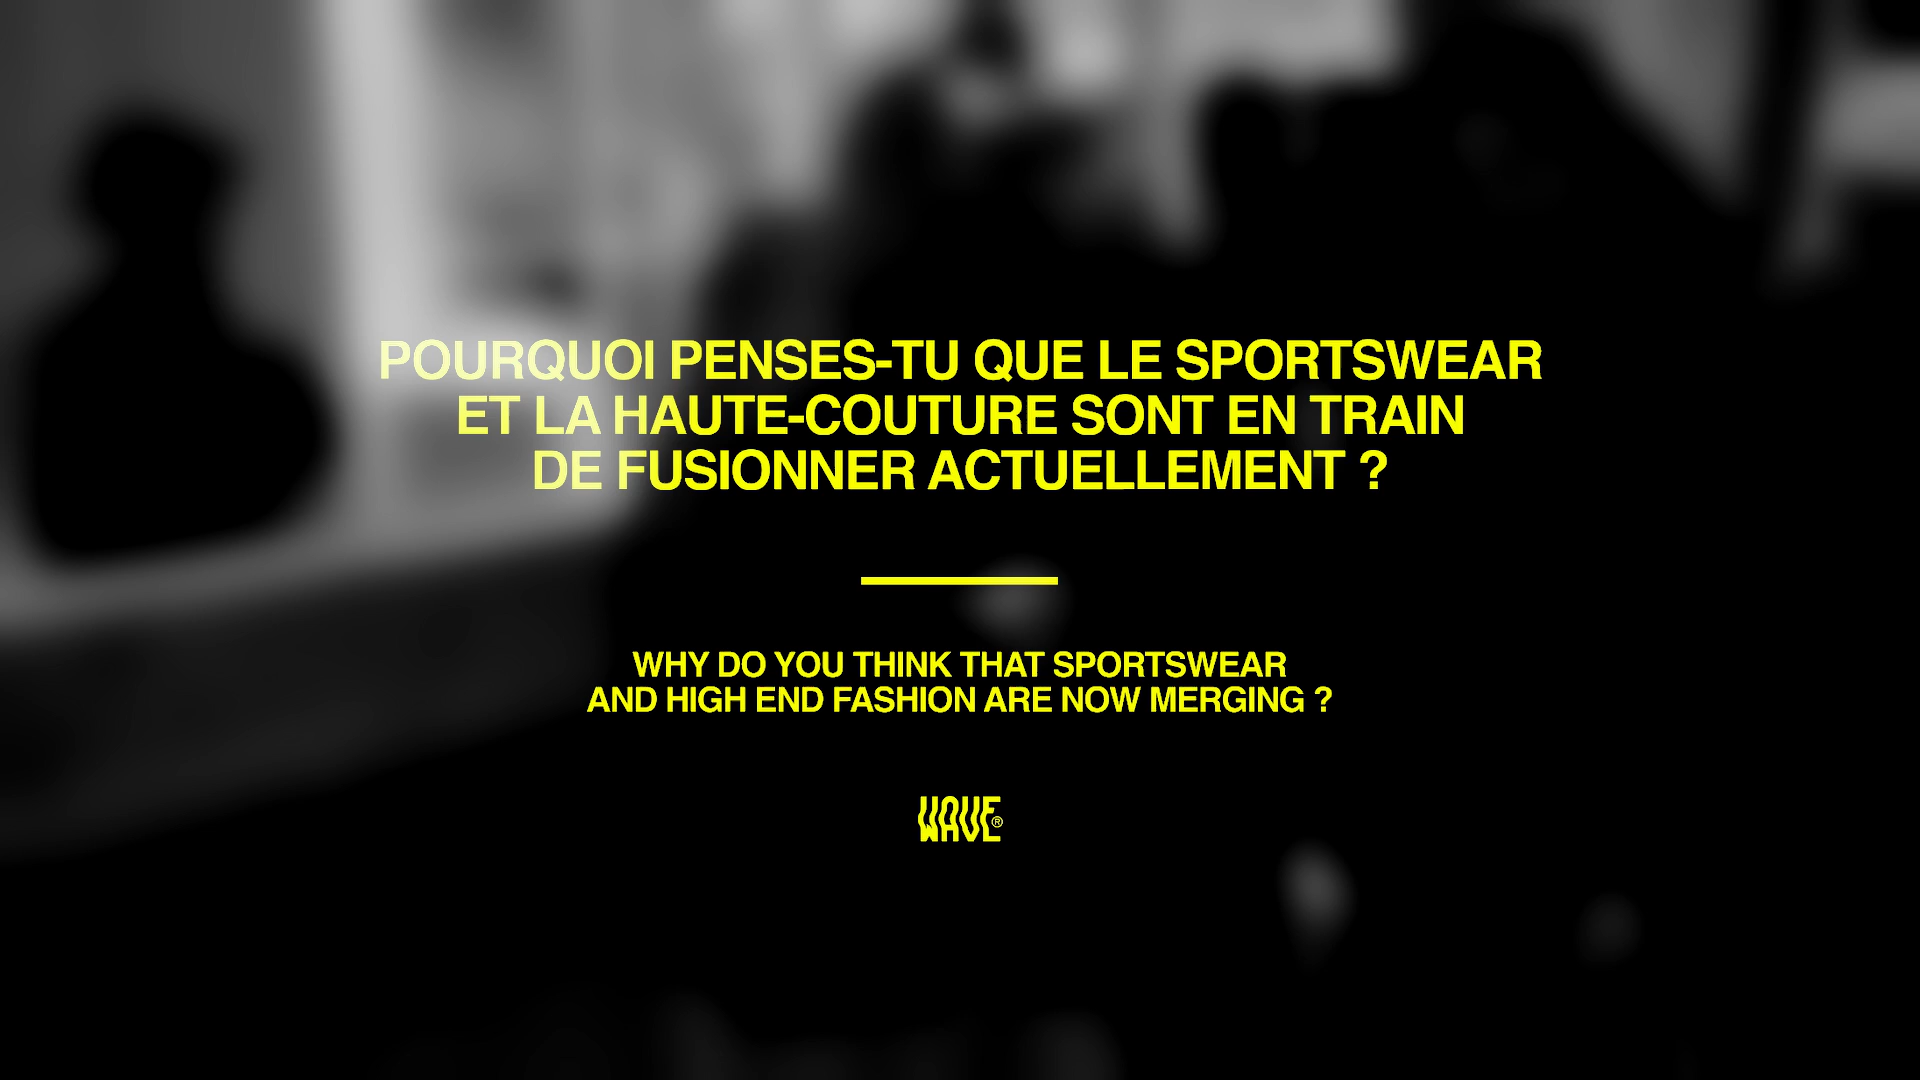 POURQUOI PENSES-TU QUE LE SPORTSWEAR
ET LA HAUTE-COUTURE SONT EN TRAIN
DE FUSIONNER ACTUELLEMENT ?
WHY DO YOU THINK THAT SPORTSWEAR
AND HIGH END FASHION ARE NOW MERGING ?
WAVE®